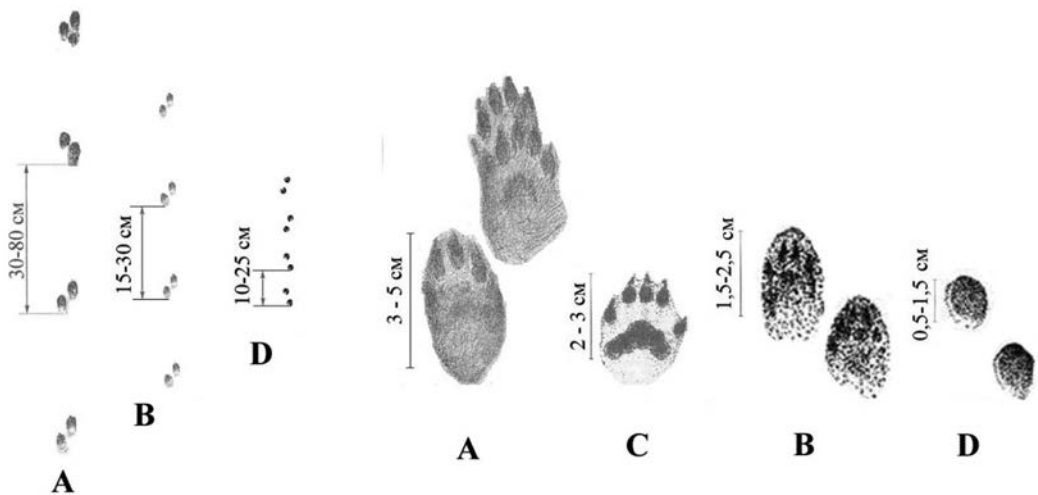 30-80 см
A
15-30 см
B
10-25 см
D
3 - 5 см
A
2 - 3 см
C
1,5-2,5 см
B
0,5-1,5 см
D